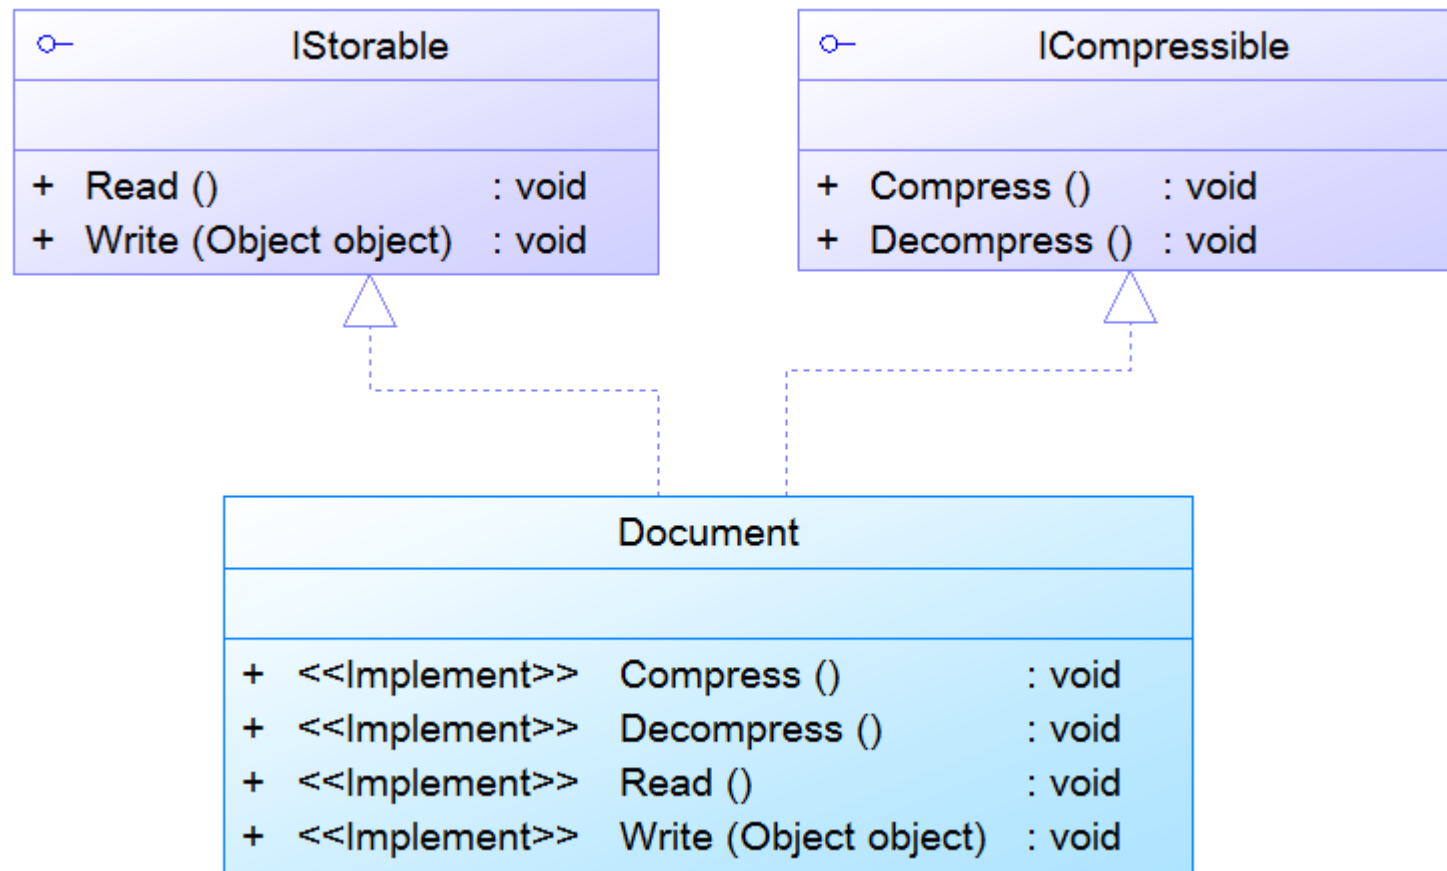 IStorable
+ Read () : void
+ Write (Object object) : void
ICompressible
+ Compress () : void
+ Decompress () : void
Document
+ <<Implement>> Compress () : void
+ <<Implement>> Decompress () : void
+ <<Implement>> Read () : void
+ <<Implement>> Write (Object object) : void